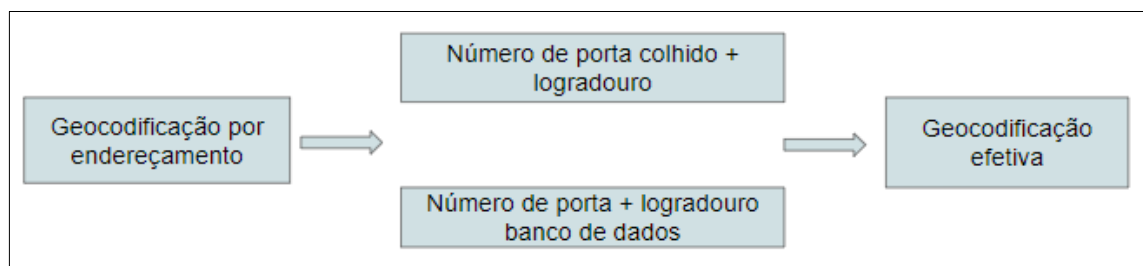 Geocodificação por
endereçamento
Número de porta colhido +
logradouro
Número de porta + logradouro
banco de dados
Geocodificação
efetiva